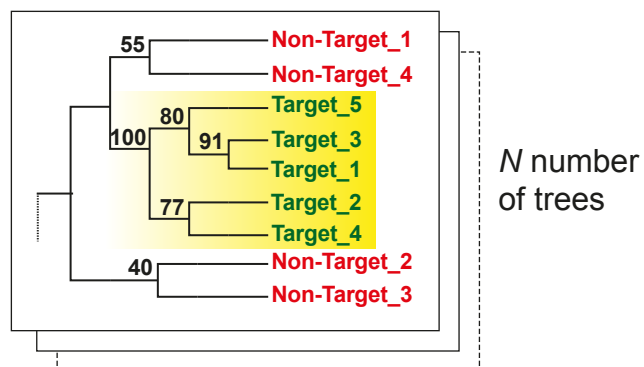 55
Non-Target_1
Non-Target_4
80
Target_5
100
91
Target_3
Target_1
77
Target_2
Target_4
40
Non-Target_2
Non-Target_3
N number
of trees